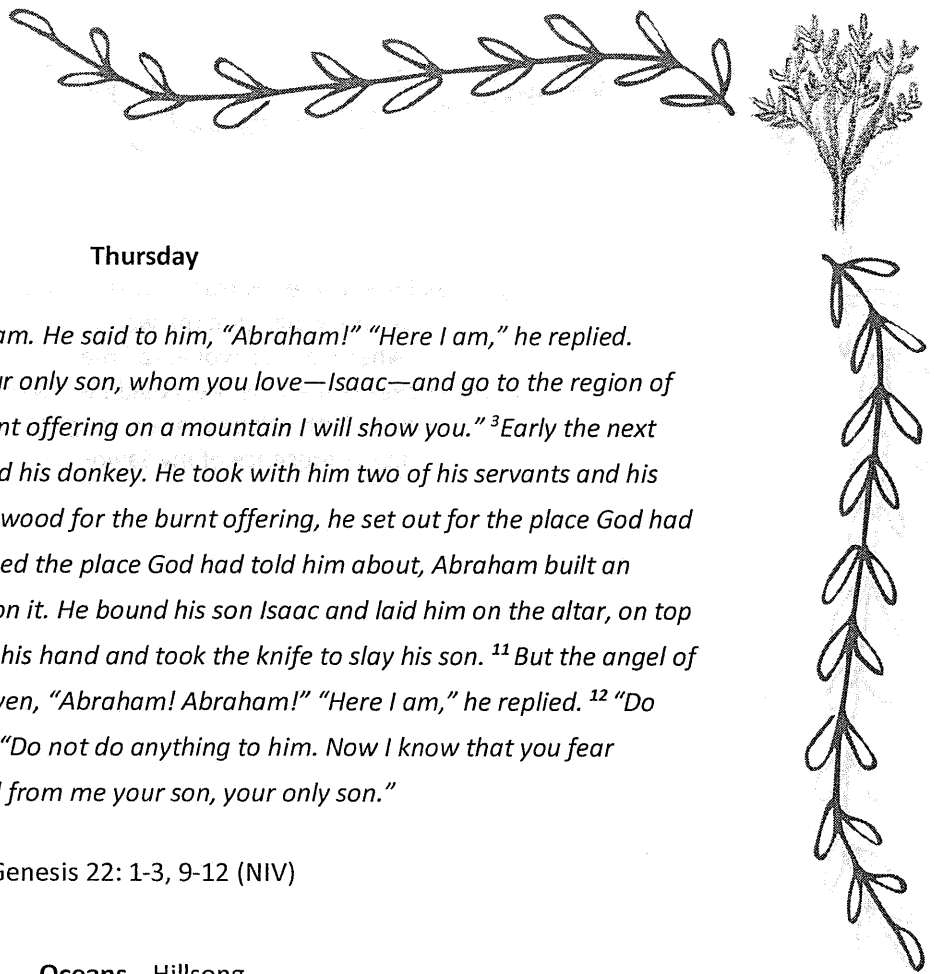 Thursday
am. He said to him, “Abraham!” “Here I am,” he replied.
r only son, whom you love—Isaac—and go to the region of
nt offering on a mountain I will show you.” ³Early the next
d his donkey. He took with him two of his servants and his
wood for the burnt offering, he set out for the place God had
ed the place God had told him about, Abraham built an
on it. He bound his son Isaac and laid him on the altar, on top
his hand and took the knife to slay his son. ¹¹ But the angel of
ven, “Abraham! Abraham!” “Here I am,” he replied. ¹² “Do
“Do not do anything to him. Now I know that you fear
from me your son, your only son.”
Genesis 22: 1-3, 9-12 (NIV)
Oceans Hillsong